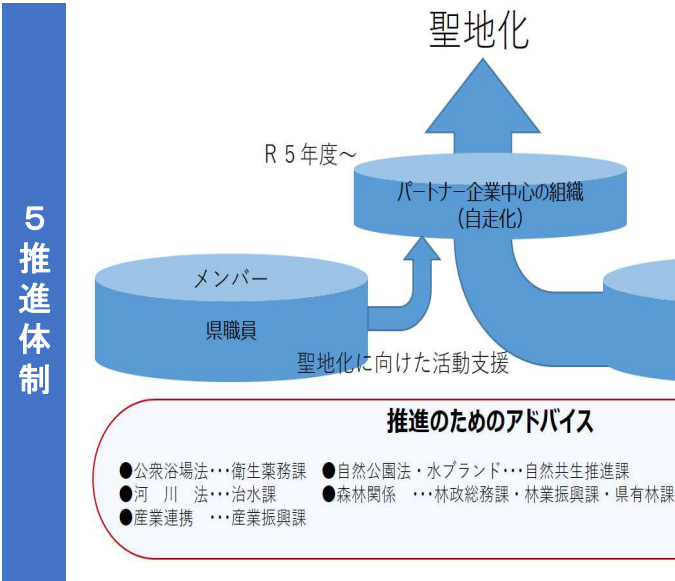 5推進体制
聖地化
R5年度～
パートナー企業中心の組織
(自走化)
メンバー
県職員
聖地化に向けた活動支援
推進のためのアドバイス
●公衆浴場法…衛生薬務課 ●自然公園法・水ブランド…自然共生推進課
●河 川 法…治水課 ●森林関係 …林政総務課・林業振興課・県有林課
●産業連携 …産業振興課